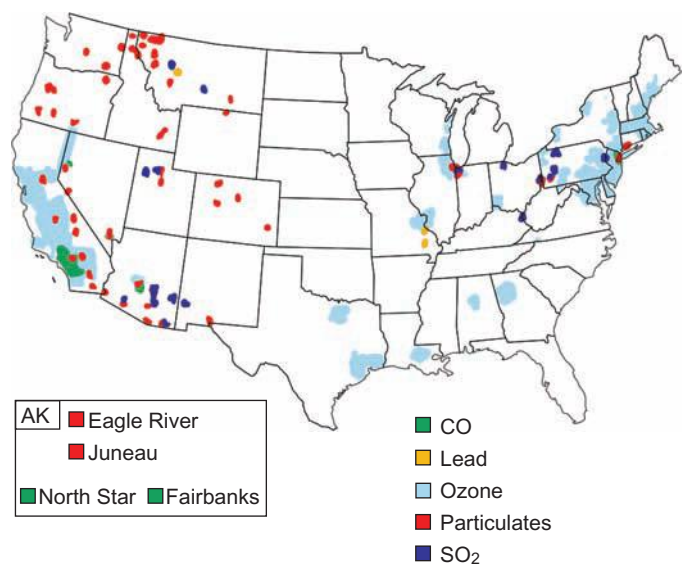 AK
Eagle River
Juneau
North Star Fairbanks
CO
Lead
Ozone
Particulates
SO₂